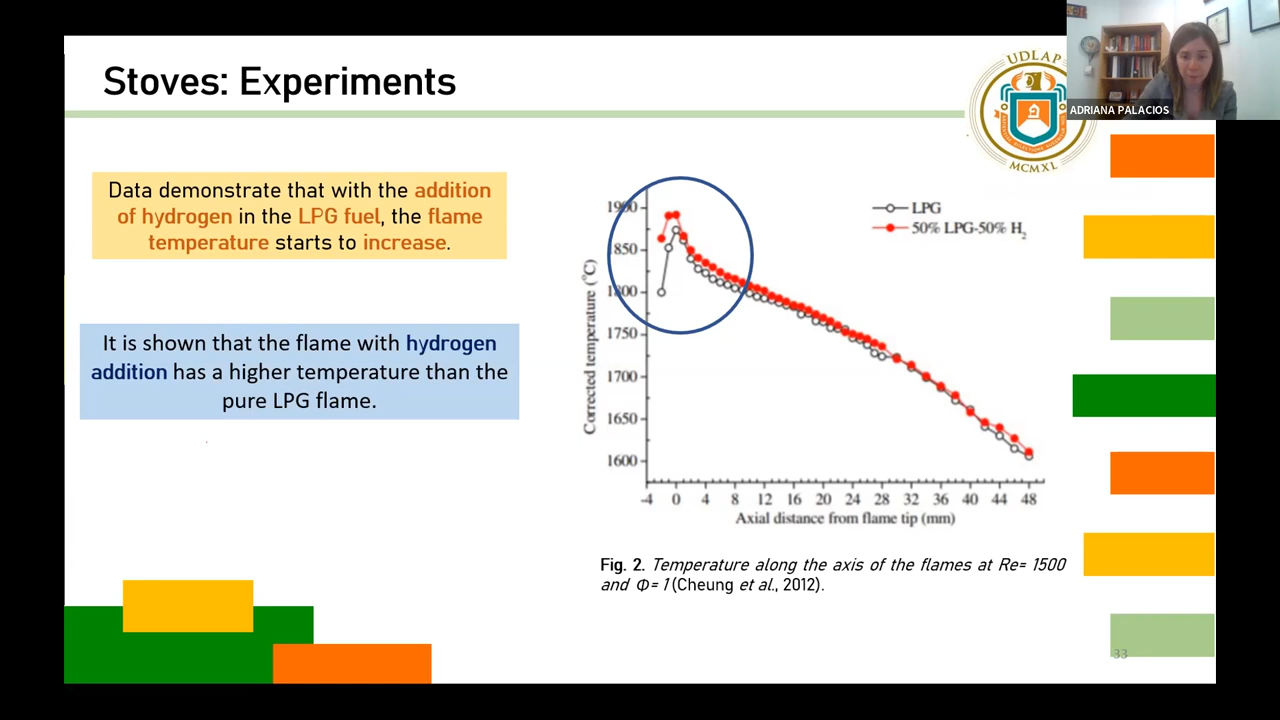 Stoves: Experiments
UDLAP
MCMXL
ADRIANA PALACIOS
Data demonstrate that with the addition
of hydrogen in the LPG fuel, the flame
temperature starts to increase.
It is shown that the flame with hydrogen
addition has a higher temperature than the
pure LPG flame.
LPG
50% LPG-50% H₂
Corrected temperature (°C)
1900
1850
1800
1750
1700
1650
1600
-4 0 4 8 12 16 20 24 28 32 36 40 44 48
Axial distance from flame tip (mm)
Fig. 2. Temperature along the axis of the flames at Re= 1500
and Φ= 1 (Cheung et al., 2012).
33